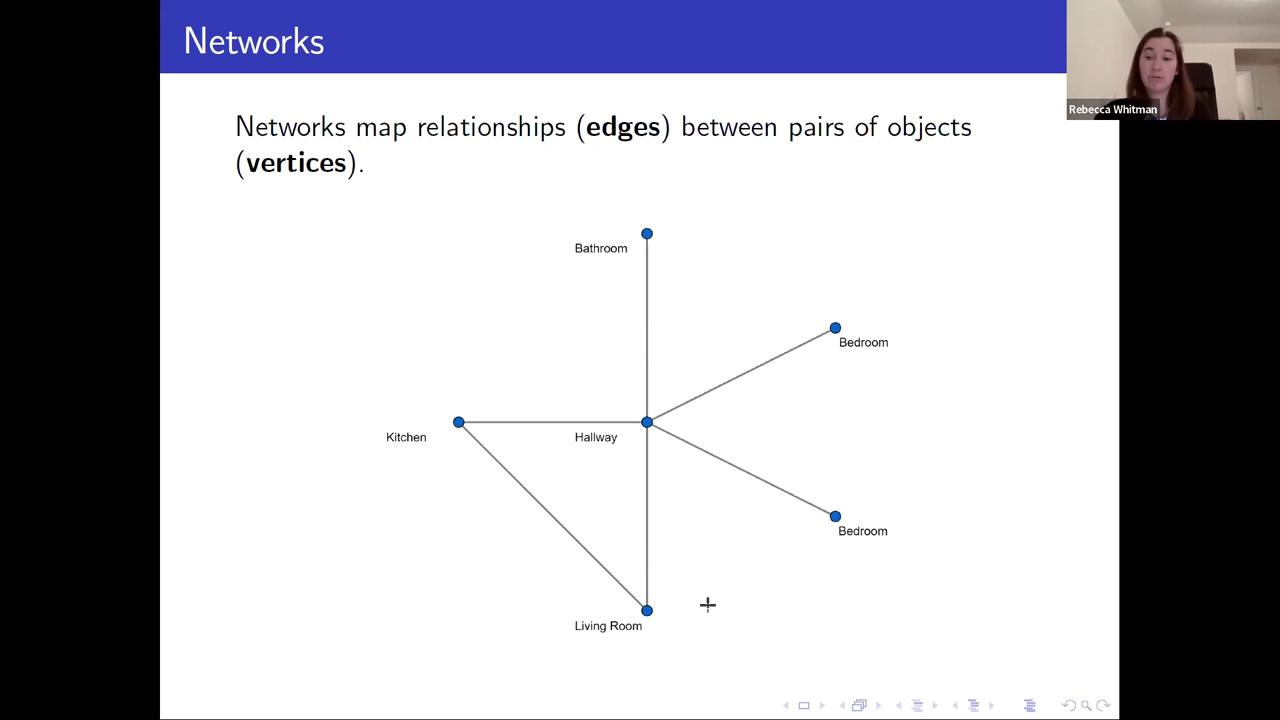 Networks
Rebecca Whitman
Networks map relationships (edges) between pairs of objects
(vertices).
Bathroom
Bedroom
Kitchen
Hallway
Bedroom
Living Room